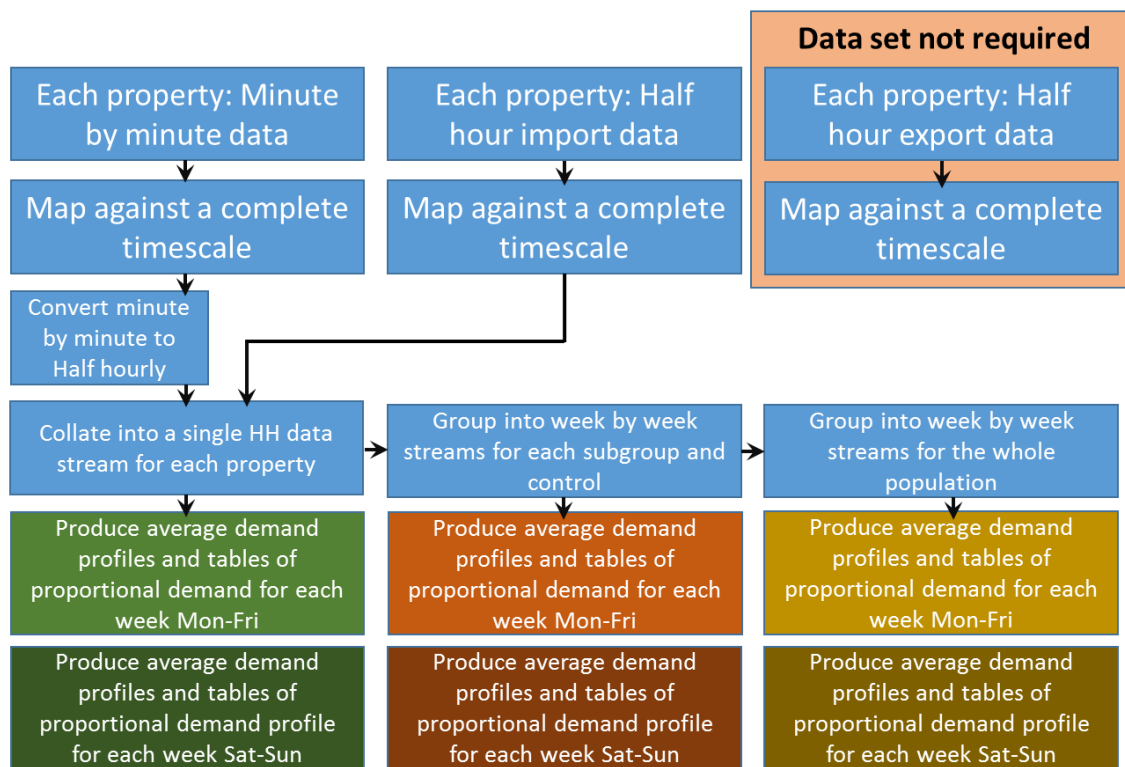 Data set not required
Each property: Minute
by minute data
Each property: Half
hour import data
Each property: Half
hour export data
Map against a complete
timescale
Map against a complete
timescale
Map against a complete
timescale
Convert minute
by minute to
Half hourly
Collate into a single HH data
stream for each property
Group into week by week
streams for each subgroup and
control
Group into week by week
streams for the whole
population
Produce average demand
profiles and tables of
proportional demand for each
week Mon-Fri
Produce average demand
profiles and tables of
proportional demand for each
week Mon-Fri
Produce average demand
profiles and tables of
proportional demand for each
week Mon-Fri
Produce average demand
profiles and tables of
proportional demand profile
for each week Sat-Sun
Produce average demand
profiles and tables of
proportional demand profile
for each week Sat-Sun
Produce average demand
profiles and tables of
proportional demand profile
for each week Sat-Sun